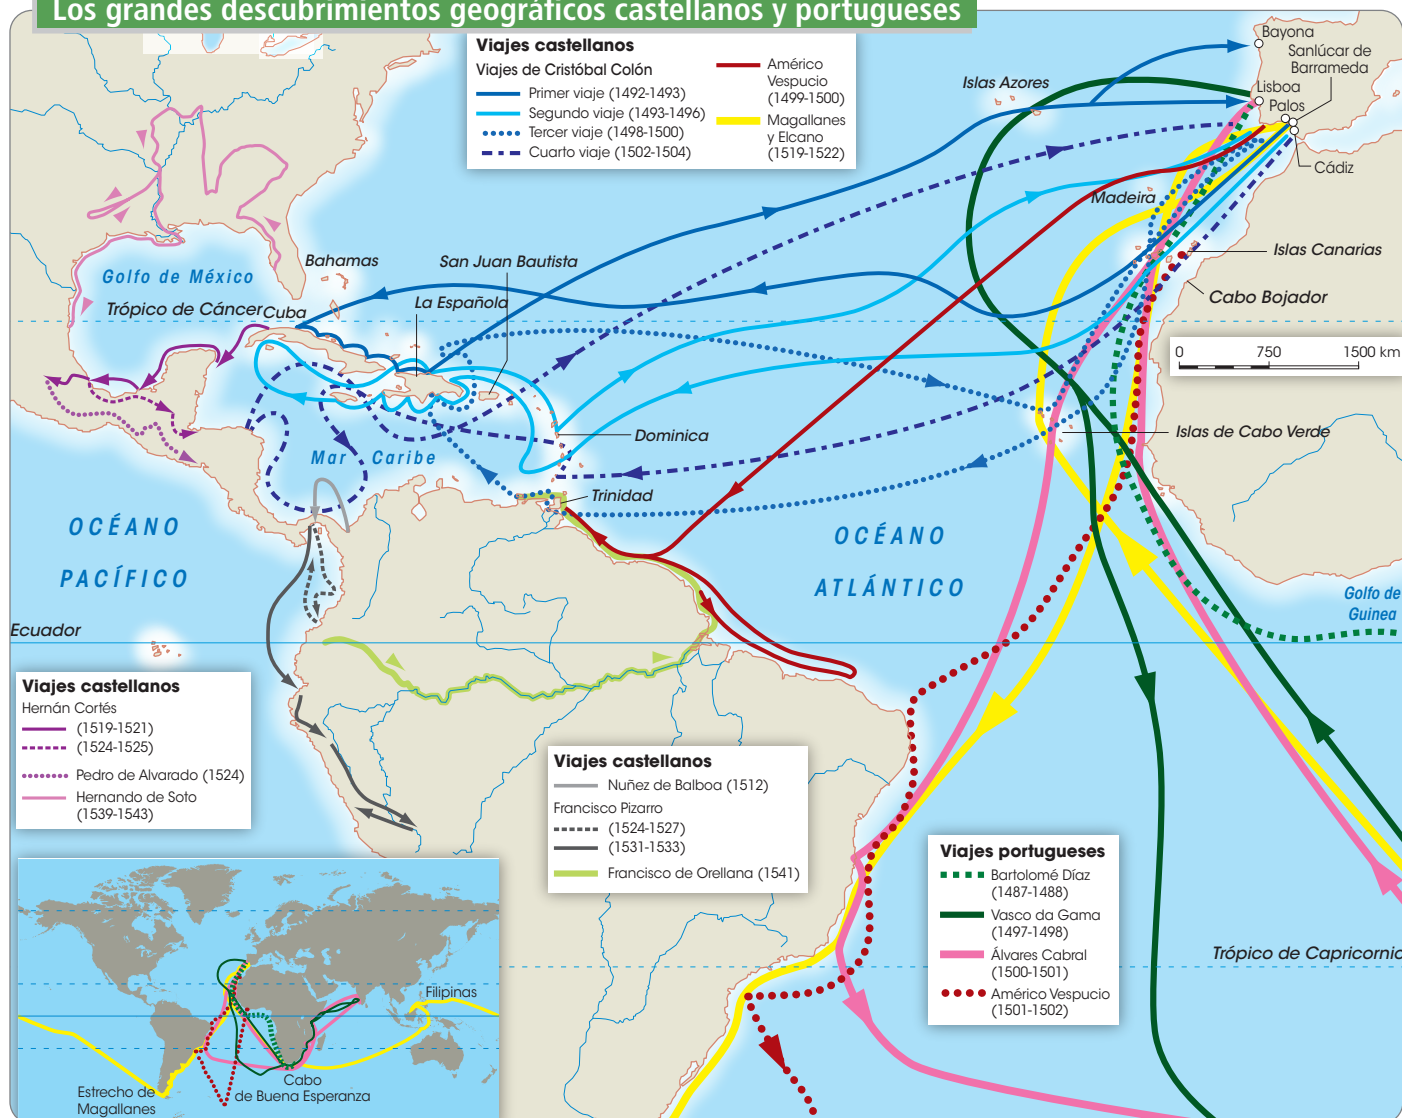 Los grandes descubrimientos geográficos castellanos y portugueses
Viajes castellanos
Viajes de Cristóbal Colón
Primer viaje (1492-1493)
Segundo viaje (1493-1496)
Tercer viaje (1498-1500)
Cuarto viaje (1502-1504)
Américo
Vespucio
(1499-1500)
Magallanes
y Elcano
(1519-1522)
Bayona
Sanlúcar de
Barrameda
Islas Azores
Lisboa
Palos
Cádiz
Madeira
Islas Canarias
Cabo Bojador
Golfo de México
Bahamas
San Juan Bautista
La Española
Trópico de Cáncer
Cuba
0 750 1500 km
Dominica
Islas de Cabo Verde
Mar Caribe
Trinidad
OCÉANO
PACÍFICO
OCÉANO
ATLÁNTICO
Golfo de
Guinea
Ecuador
Viajes castellanos
Hernán Cortés
(1519-1521)
(1524-1525)
Pedro de Alvarado (1524)
Hernando de Soto
(1539-1543)
Viajes castellanos
Nuñez de Balboa (1512)
Francisco Pizarro
(1524-1527)
(1531-1533)
Francisco de Orellana (1541)
Viajes portugueses
Bartolomé Díaz
(1487-1488)
Vasco da Gama
(1497-1498)
Álvares Cabral
(1500-1501)
Américo Vespucio
(1501-1502)
Trópico de Capricornio
Filipinas
Estrecho de
Magallanes
Cabo
de Buena Esperanza